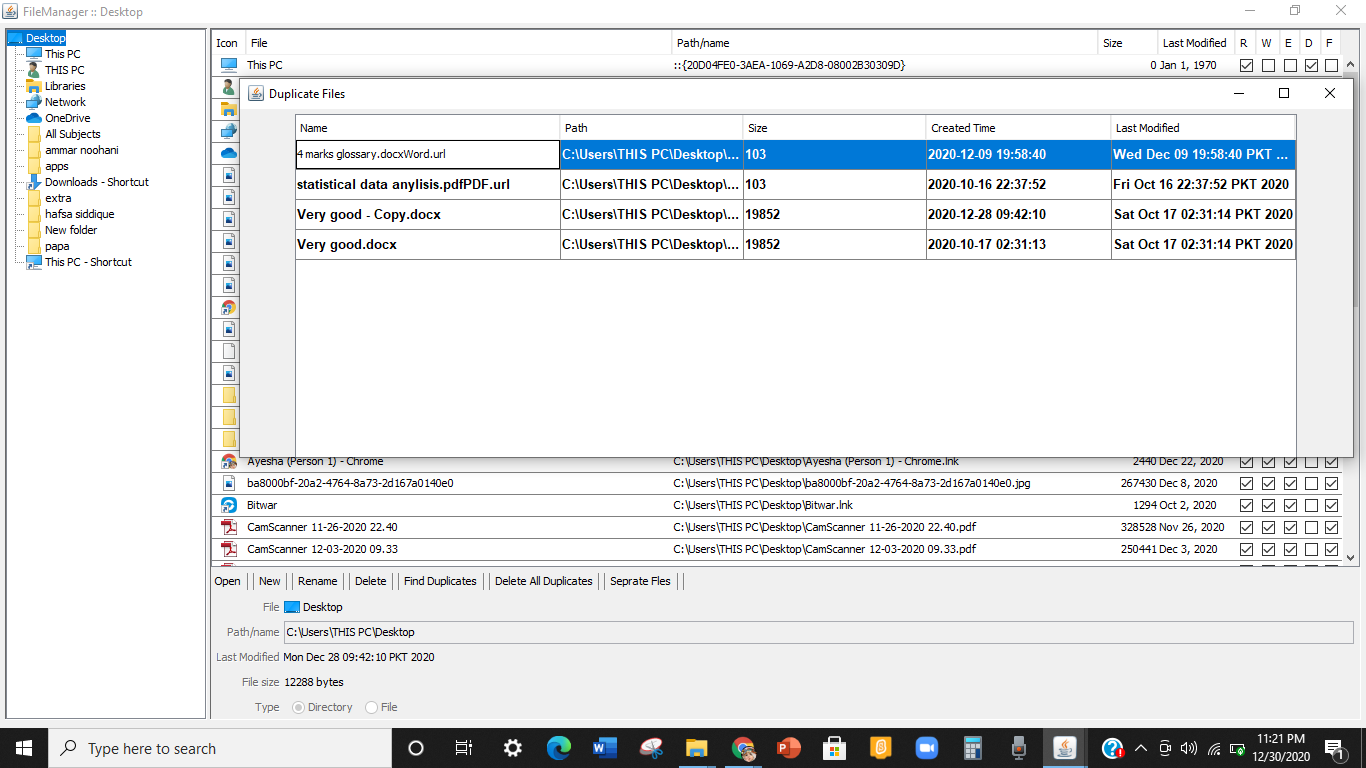 FileManager :: Desktop
Desktop
This PC
THIS PC
Libraries
Network
OneDrive
All Subjects
ammar noohani
apps
Downloads - Shortcut
extra
hafsa siddique
New folder
papa
This PC - Shortcut
Icon File Path/name Size Last Modified R W E D F
This PC ::{20D04FE0-3AEA-1069-A2D8-08002B30309D} 0 Jan 1, 1970
Duplicate Files
Name Path Size Created Time Last Modified
4 marks glossary.docxWord.url C:\Users\THIS PC\Desktop\... 103 2020-12-09 19:58:40 Wed Dec 09 19:58:40 PKT ...
statistical data anylisis.pdfPDF.url C:\Users\THIS PC\Desktop\... 103 2020-10-16 22:37:52 Fri Oct 16 22:37:52 PKT 2020
Very good - Copy.docx C:\Users\THIS PC\Desktop\... 19852 2020-12-28 09:42:10 Sat Oct 17 02:31:14 PKT 2020
Very good.docx C:\Users\THIS PC\Desktop\... 19852 2020-10-17 02:31:13 Sat Oct 17 02:31:14 PKT 2020
Ayesha (Person 1) - Chrome C:\Users\THIS PC\Desktop\Ayesha (Person 1) - Chrome.lnk 2440 Dec 22, 2020
ba8000bf-20a2-4764-8a73-2d167a0140e0 C:\Users\THIS PC\Desktop\ba8000bf-20a2-4764-8a73-2d167a0140e0.jpg 267430 Dec 8, 2020
Bitwar C:\Users\THIS PC\Desktop\Bitwar.lnk 1294 Oct 2, 2020
CamScanner 11-26-2020 22.40 C:\Users\THIS PC\Desktop\CamScanner 11-26-2020 22.40.pdf 328528 Nov 26, 2020
CamScanner 12-03-2020 09.33 C:\Users\THIS PC\Desktop\CamScanner 12-03-2020 09.33.pdf 250441 Dec 3, 2020
Open New Rename Delete Find Duplicates Delete All Duplicates Seprate Files
File Desktop
Path/name C:\Users\THIS PC\Desktop
Last Modified Mon Dec 28 09:42:10 PKT 2020
File size 12288 bytes
Type Directory File
Type here to search
11:21 PM
12/30/2020
1